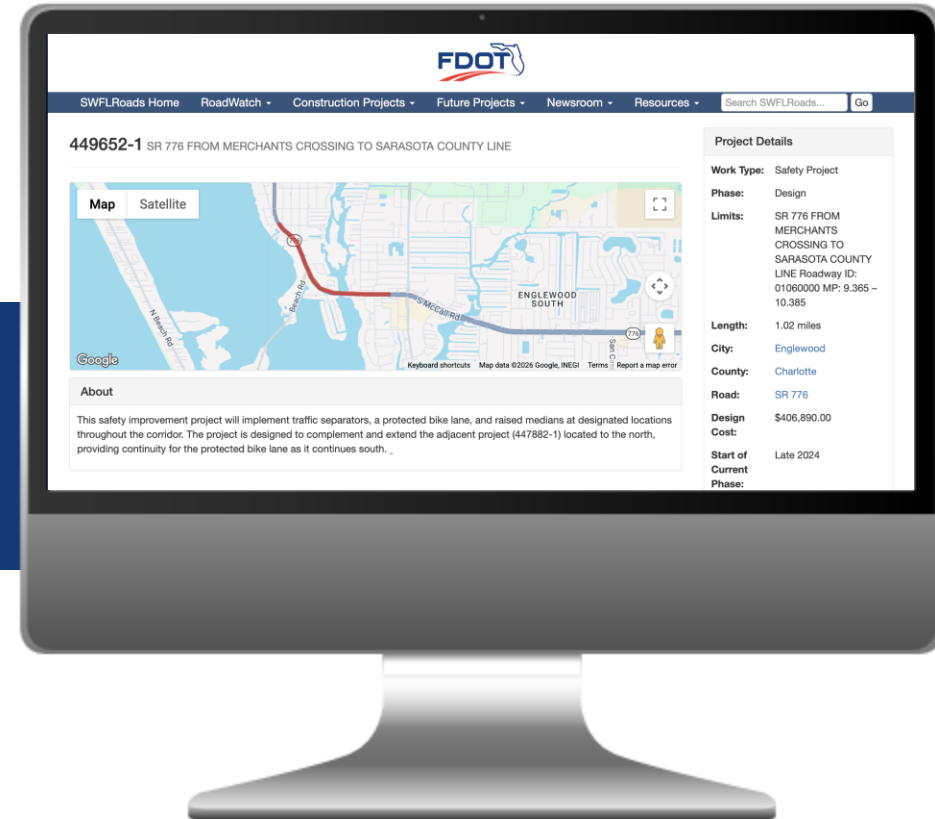 FDOT
SWFLRoads Home RoadWatch Construction Projects Future Projects Newsroom Resources Search SWFLRoads... Go
449652-1 SR 776 FROM MERCHANTS CROSSING TO SARASOTA COUNTY LINE
Map Satellite
776
N Beach Rd
Beach Rd
S McCall Rd
ENGLEWOOD
SOUTH
776
Google
Keyboard shortcuts Map data ©2026 Google, INEGI Terms Report a map error
About
This safety improvement project will implement traffic separators, a protected bike lane, and raised medians at designated locations
throughout the corridor. The project is designed to complement and extend the adjacent project (447882-1) located to the north,
providing continuity for the protected bike lane as it continues south. _
Project Details
Work Type: Safety Project
Phase: Design
Limits: SR 776 FROM
MERCHANTS
CROSSING TO
SARASOTA COUNTY
LINE Roadway ID:
01060000 MP: 9.365 –
10.385
Length: 1.02 miles
City: Englewood
County: Charlotte
Road: SR 776
Design $406,890.00
Cost:
Start of Late 2024
Current
Phase: